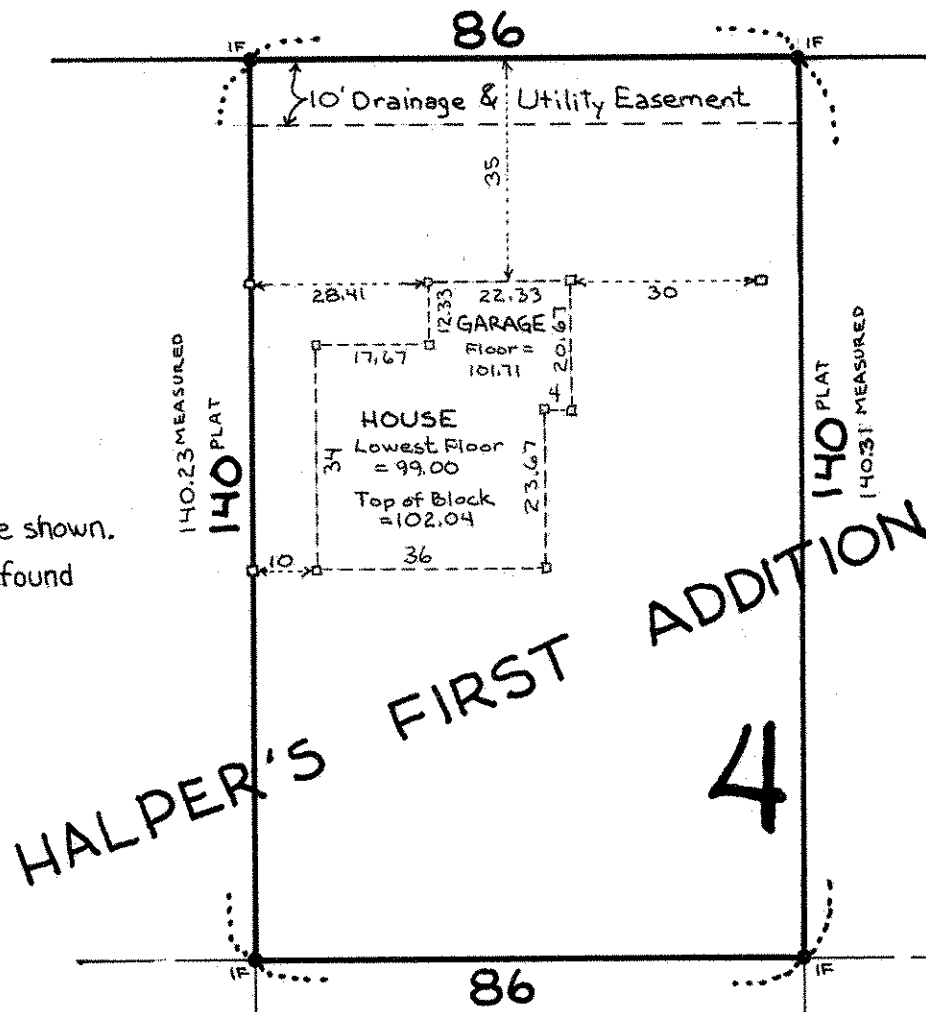 86
IF
IF
10' Drainage & Utility Easement
35
28.41
22.33
30
12.33
GARAGE
Floor =
101.71
20.67
17.67
4
140.23 MEASURED
140 PLAT
HOUSE
Lowest Floor
= 99.00
Top of Block
=102.04
34
23.67
140 PLAT
140.31 MEASURED
e shown.
found
10
36
HALPER'S FIRST ADDITION
4
IF
IF
86